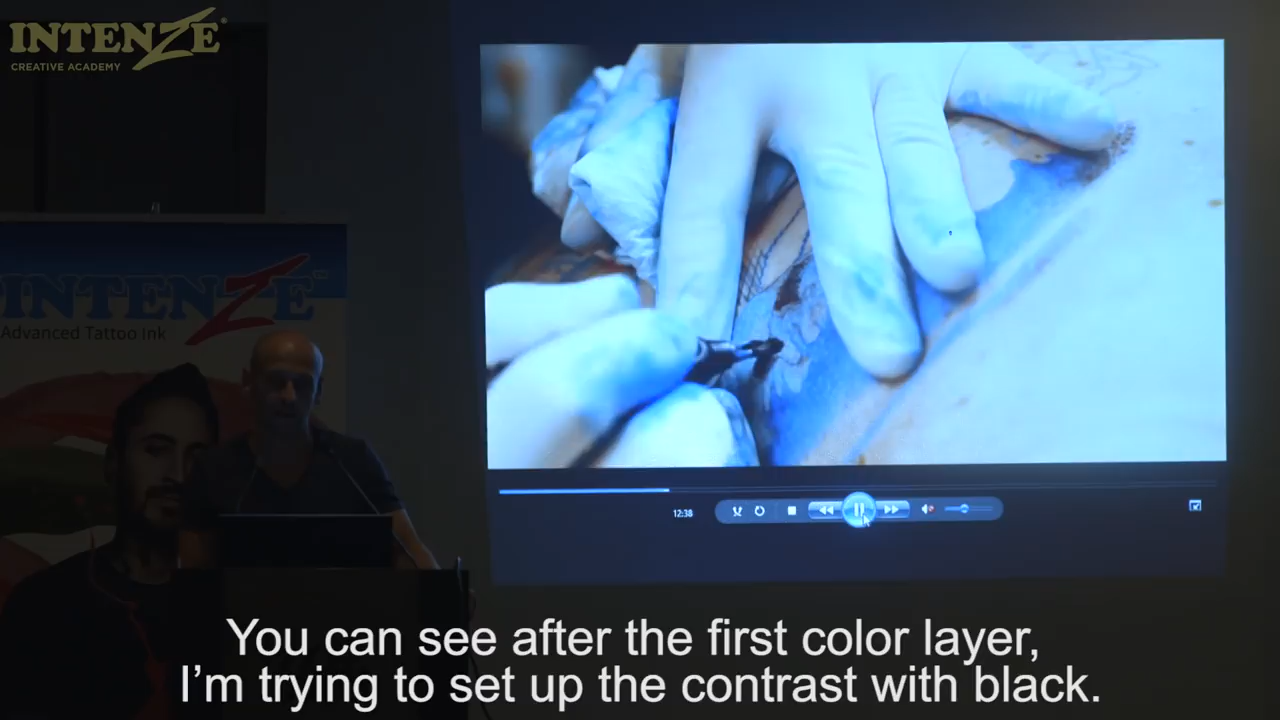 INTENZE
CREATIVE ACADEMY
INTENZE
Advanced Tattoo Ink
12:38
You can see after the first color layer,
I'm trying to set up the contrast with black.